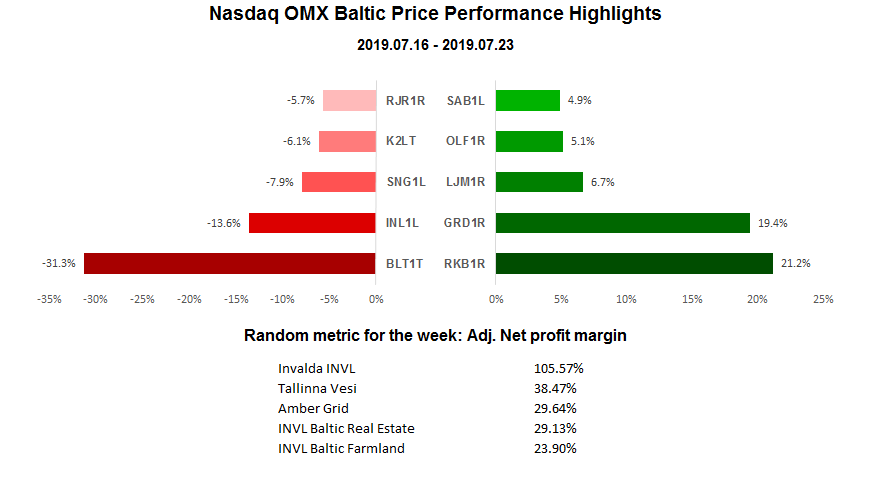 Nasdaq OMX Baltic Price Performance Highlights
2019.07.16 - 2019.07.23
-5.7% RJR1R SAB1L 4.9%
-6.1% K2LT OLF1R 5.1%
-7.9% SNG1L LJM1R 6.7%
-13.6% INL1L GRD1R 19.4%
-31.3% BLT1T RKB1R 21.2%
-35% -30% -25% -20% -15% -10% -5% 0% 0% 5% 10% 15% 20% 25%
Random metric for the week: Adj. Net profit margin
Invalda INVL 105.57%
Tallinna Vesi 38.47%
Amber Grid 29.64%
INVL Baltic Real Estate 29.13%
INVL Baltic Farmland 23.90%